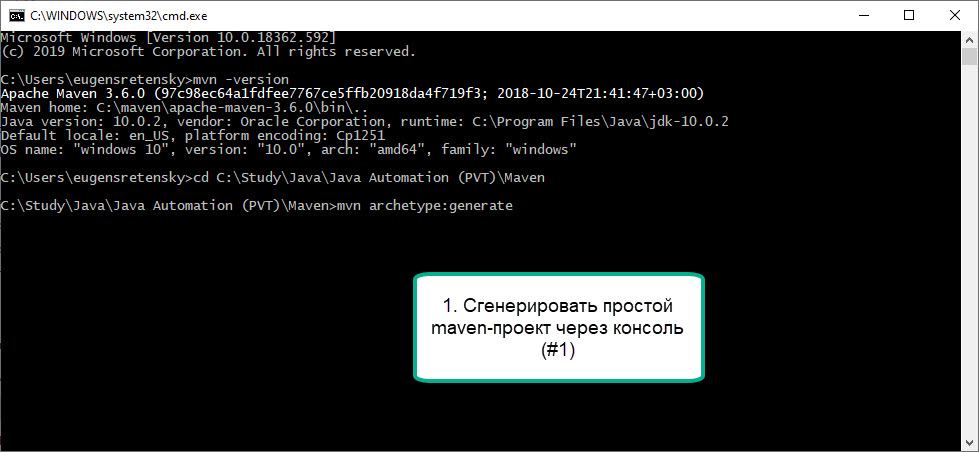 C:\WINDOWS\system32\cmd.exe
Microsoft Windows [Version 10.0.18362.592]
(c) 2019 Microsoft Corporation. All rights reserved.
C:\Users\eugensretensky>mvn -version
Apache Maven 3.6.0 (97c98ec64a1fdfee7767ce5ffb20918da4f719f3; 2018-10-24T21:41:47+03:00)
Maven home: C:\maven\apache-maven-3.6.0\bin\..
Java version: 10.0.2, vendor: Oracle Corporation, runtime: C:\Program Files\Java\jdk-10.0.2
Default locale: en_US, platform encoding: Cp1251
OS name: "windows 10", version: "10.0", arch: "amd64", family: "windows"
C:\Users\eugensretensky>cd C:\Study\Java\Java Automation (PVT)\Maven
C:\Study\Java\Java Automation (PVT)\Maven>mvn archetype:generate
1. Сгенерировать простой
maven-проект через консоль
(#1)